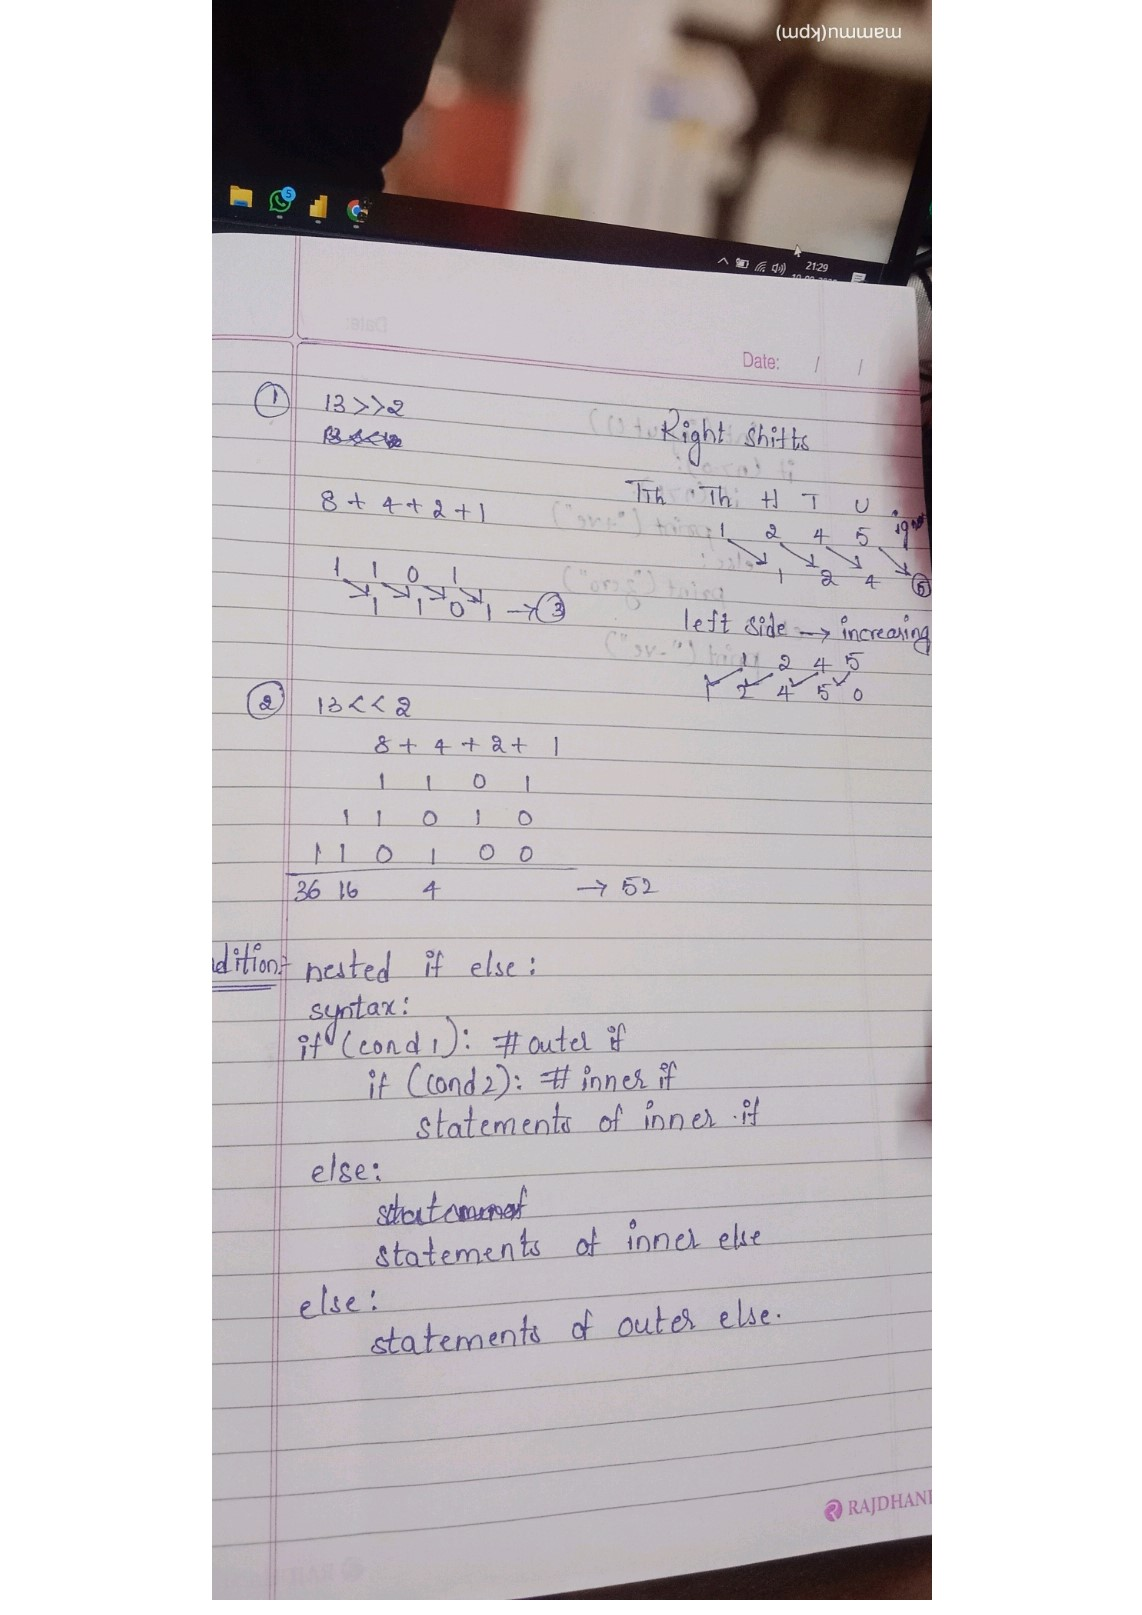 mammu(kpm)
5
21:29
Date: / /
① 13>>2
Right shifts
8 + 4 + 2 + 1
Tth Th H T U
1 2 4 5
1 2 4 5
1 1 0 1
1 1 0 1 → 3
left side → increasing
1 2 4 5
1 2 4 5 0
② 13<<2
8 + 4 + 2 + 1
1 1 0 1
1 1 0 1 0
1 1 0 1 0 0
36 16 4 → 52
dition:- nested if else :
syntax:
if (cond1): # outer if
if (cond2): # inner if
statements of inner if
else:
statements of inner else
else:
statements of outer else.
RAJDHANI